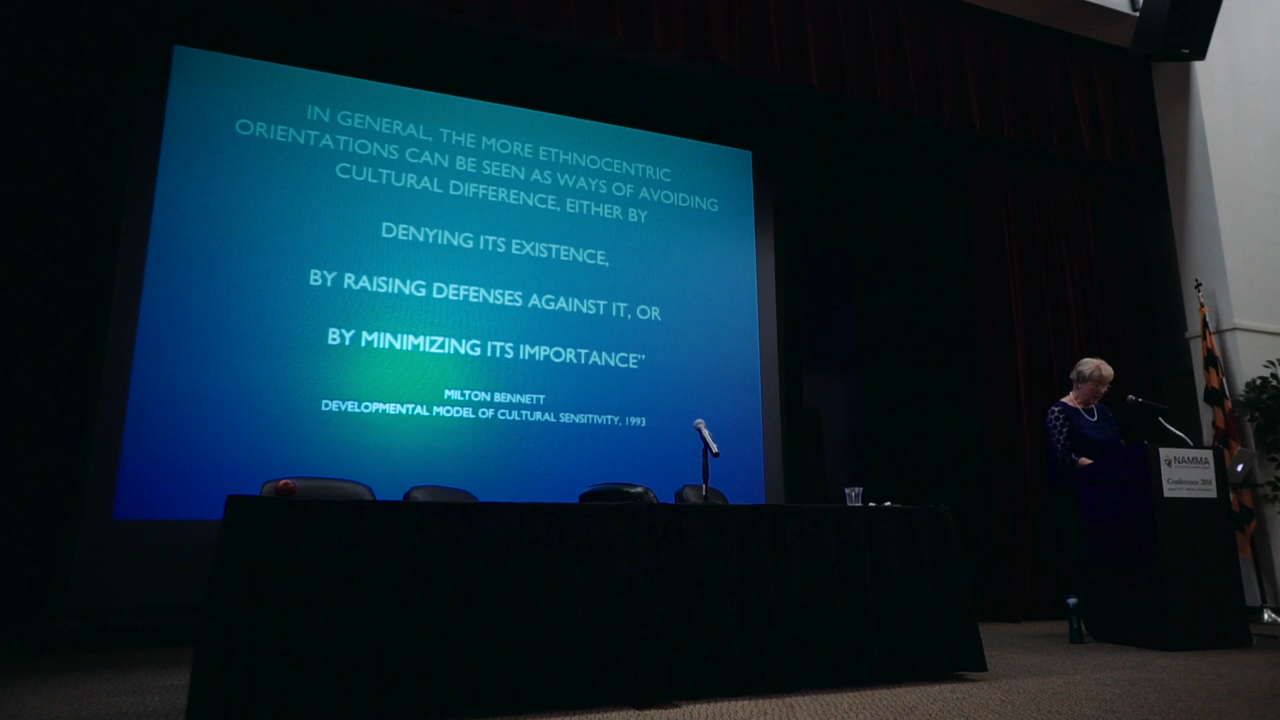 IN GENERAL, THE MORE ETHNOCENTRIC
ORIENTATIONS CAN BE SEEN AS WAYS OF AVOIDING
CULTURAL DIFFERENCE, EITHER BY
DENYING ITS EXISTENCE,
BY RAISING DEFENSES AGAINST IT, OR
BY MINIMIZING ITS IMPORTANCE”
MILTON BENNETT
DEVELOPMENTAL MODEL OF CULTURAL SENSITIVITY, 1993
NAMMA
Conference 2018